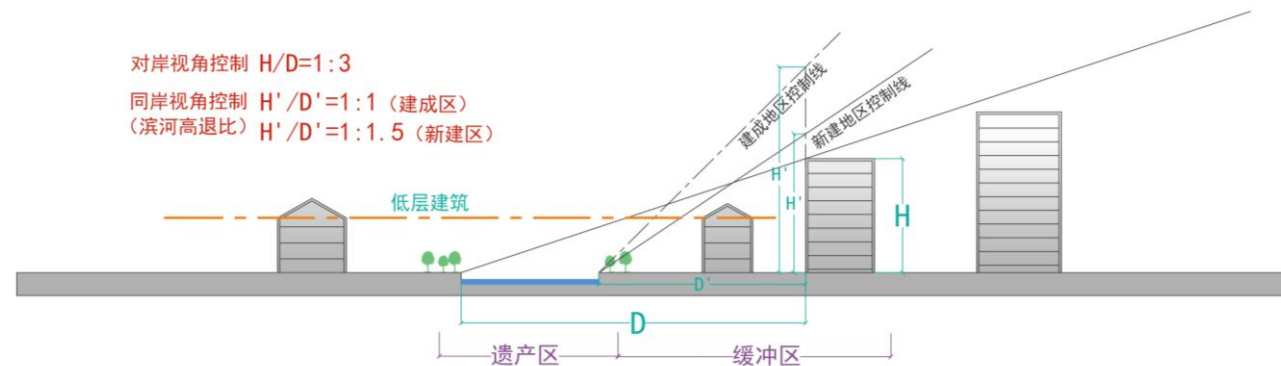 对岸视角控制 H/D=1:3
同岸视角控制 H'/D'=1:1（建成区）
（滨河高退比） H'/D'=1:1.5（新建区）
建成地区控制线
新建地区控制线
H'
H'
低层建筑
H
D'
D
遗产区
缓冲区